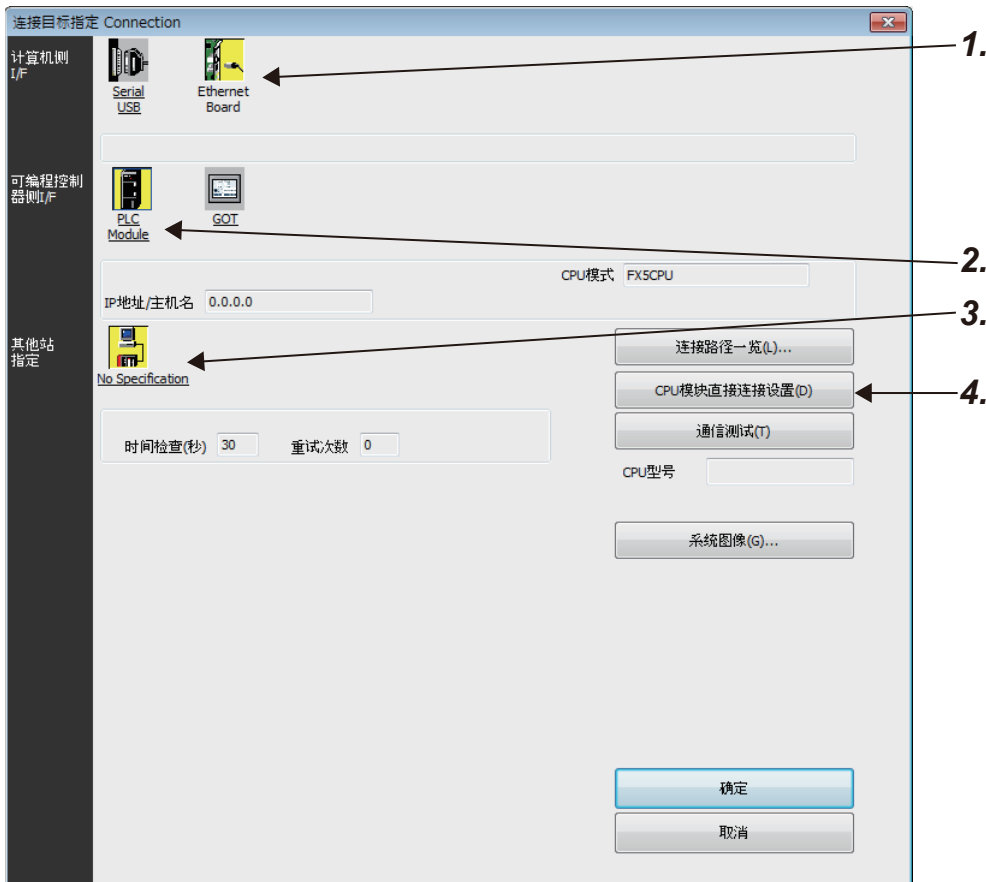 连接目标指定 Connection
1.
计算机侧
I/F
Serial
USB
Ethernet
Board
可编程控制
器侧I/F
PLC
Module
GOT
2.
CPU模式 FX5CPU
IP地址/主机名 0.0.0.0
3.
其他站
指定
No Specification
连接路径一览(L)...
CPU模块直接连接设置(D)
4.
时间检查(秒) 30 重试次数 0
通信测试(T)
CPU型号
系统图像(G)...
确定
取消